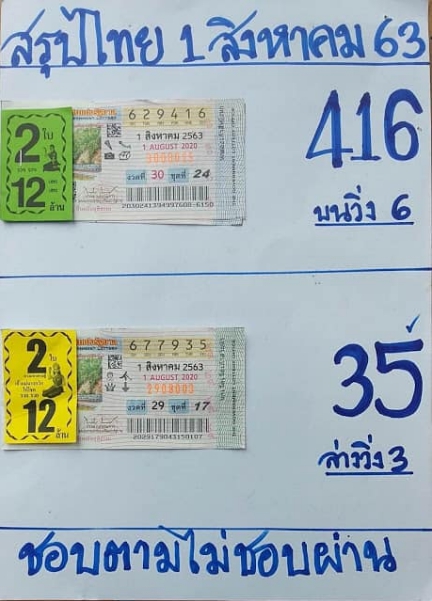 สรุปไทย 1 สิงหาคม 63
629416
1 สิงหาคม 2563
1 AUGUST 2020
งวดที่ 30 ชุดที่ 24
2 ใบ
12 ล้าน
416
บนวิ่ง 6
677935
1 สิงหาคม 2563
1 AUGUST 2020
2908003
งวดที่ 29 ชุดที่ 17
2 ใบ
12 ล้าน
35
ล่างวิ่ง 3
ชอบตามไม่ชอบผ่าน